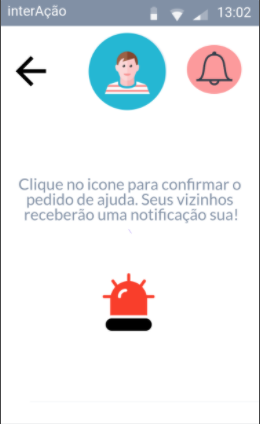 interAção
13:02
Clique no icone para confirmar o
pedido de ajuda. Seus vizinhos
receberão uma notificação sua!